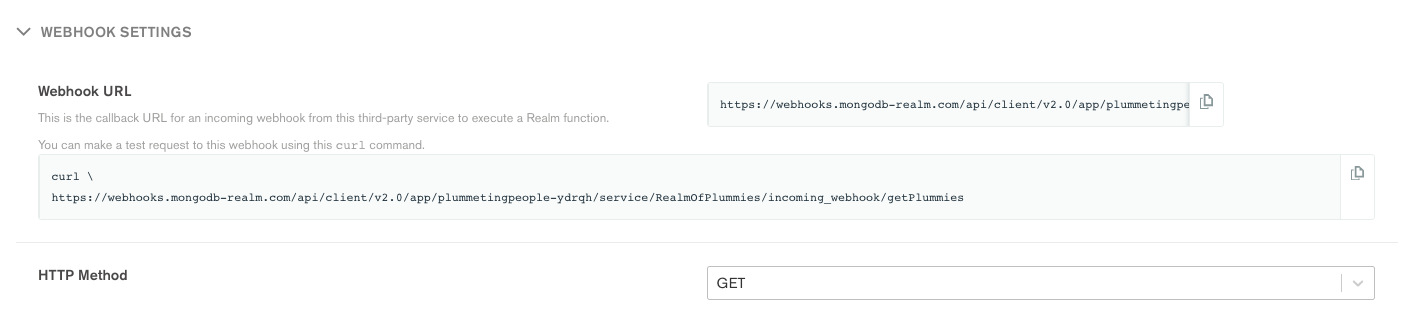 WEBHOOK SETTINGS
Webhook URL
This is the callback URL for an incoming webhook from this third-party service to execute a Realm function.
https://webhooks.mongodb-realm.com/api/client/v2.0/app/plummetingpe
You can make a test request to this webhook using this curl command.
curl \
https://webhooks.mongodb-realm.com/api/client/v2.0/app/plummetingpeople-ydrqh/service/RealmOfPlummies/incoming_webhook/getPlummies
HTTP Method
GET